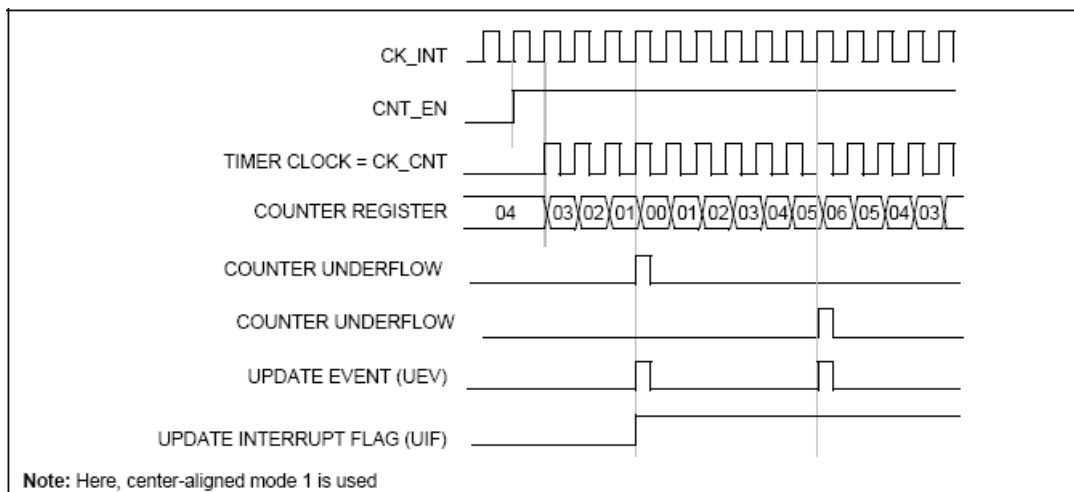 CK_INT
CNT_EN
TIMER CLOCK = CK_CNT
COUNTER REGISTER 04 03 02 01 00 01 02 03 04 05 06 05 04 03
COUNTER UNDERFLOW
COUNTER UNDERFLOW
UPDATE EVENT (UEV)
UPDATE INTERRUPT FLAG (UIF)
Note: Here, center-aligned mode 1 is used